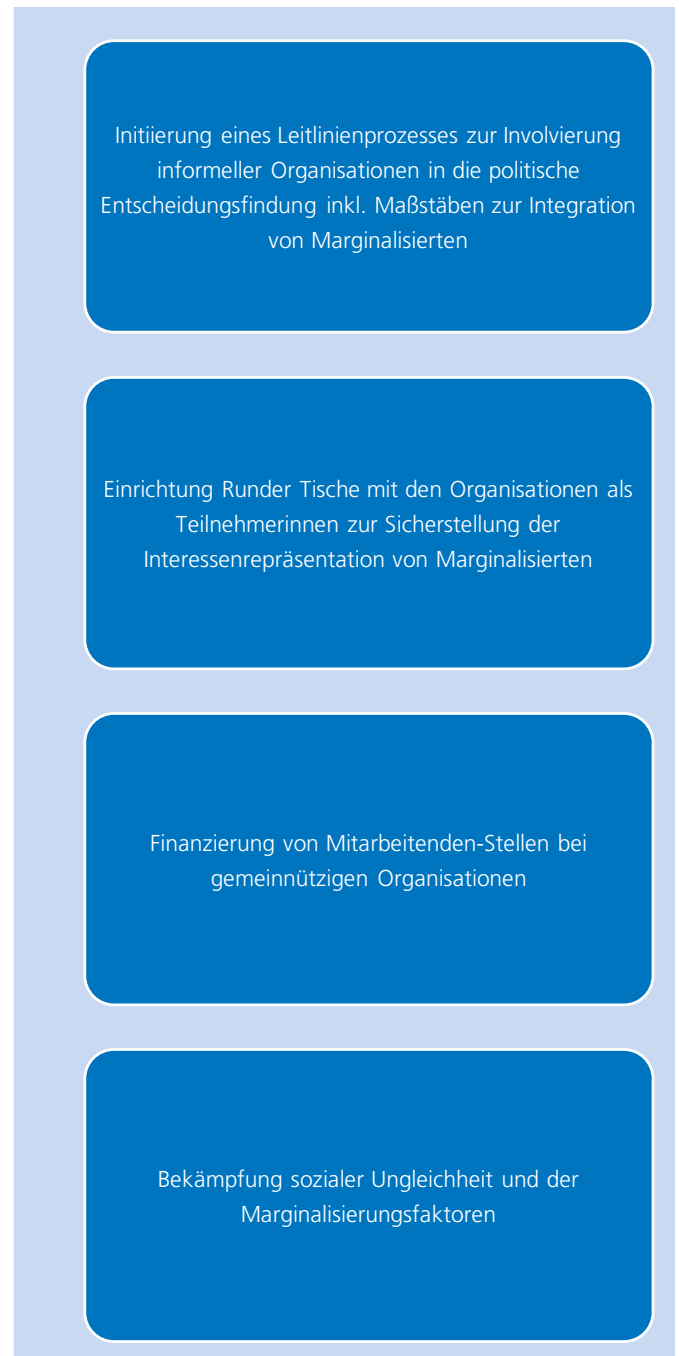 Initiierung eines Leitlinienprozesses zur Involvierung
informeller Organisationen in die politische
Entscheidungsfindung inkl. Maßstäben zur Integration
von Marginalisierten
Einrichtung Runder Tische mit den Organisationen als
Teilnehmerinnen zur Sicherstellung der
Interessenrepräsentation von Marginalisierten
Finanzierung von Mitarbeitenden-Stellen bei
gemeinnützigen Organisationen
Bekämpfung sozialer Ungleichheit und der
Marginalisierungsfaktoren